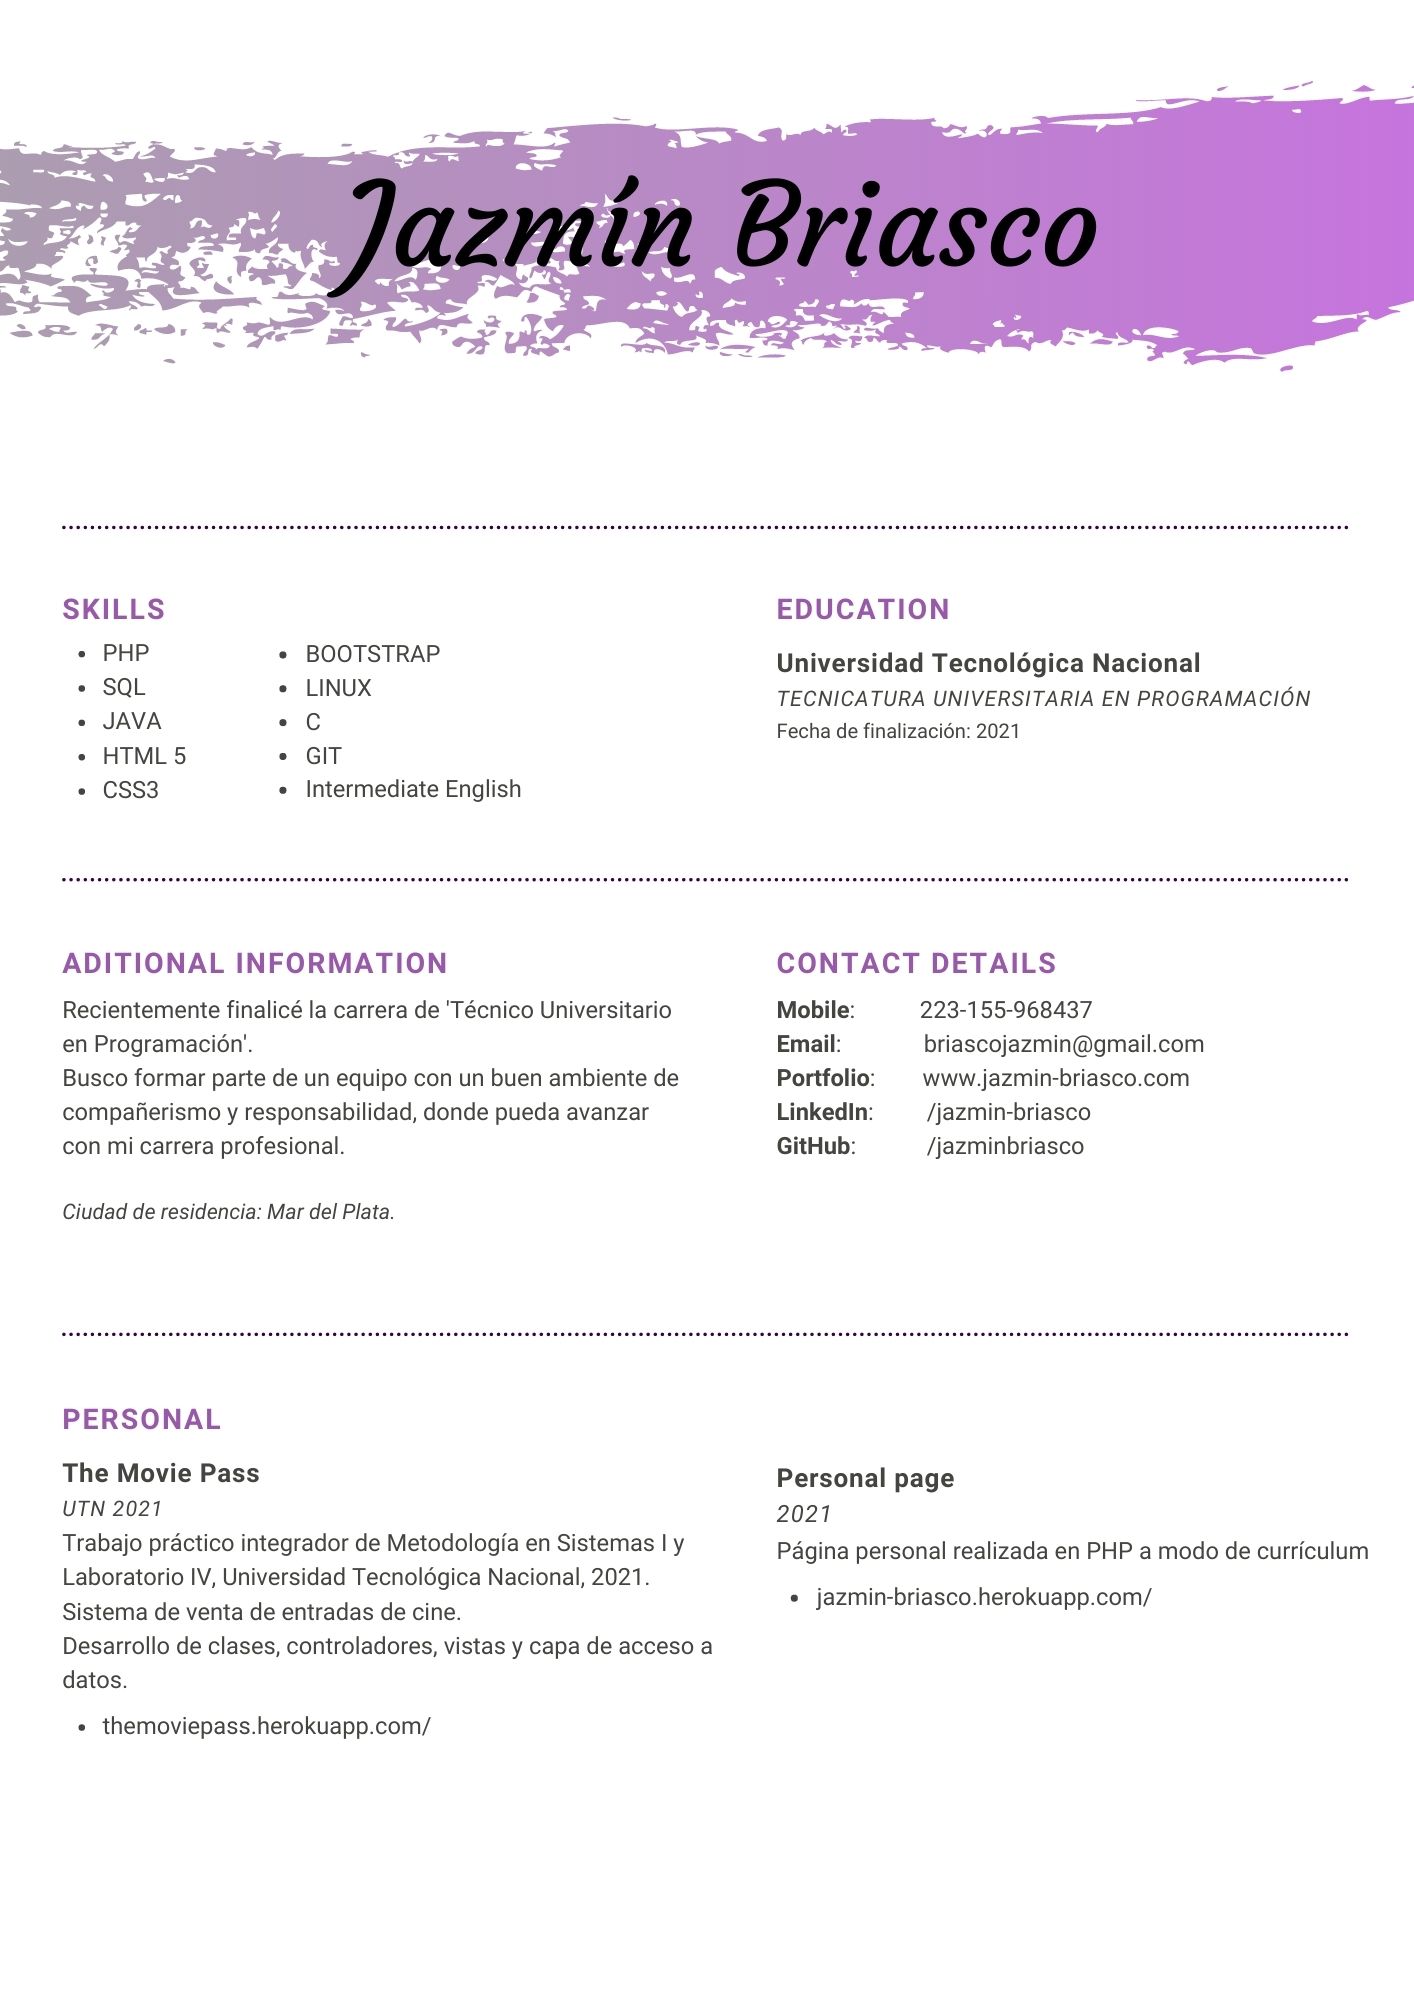 Jazmín Briasco
SKILLS
PHP
SQL
JAVA
HTML 5
CSS3
BOOTSTRAP
LINUX
C
GIT
Intermediate English
EDUCATION
Universidad Tecnológica Nacional
TECNICATURA UNIVERSITARIA EN PROGRAMACIÓN
Fecha de finalización: 2021
ADITIONAL INFORMATION
Recientemente finalicé la carrera de 'Técnico Universitario
en Programación'.
Busco formar parte de un equipo con un buen ambiente de
compañerismo y responsabilidad, donde pueda avanzar
con mi carrera profesional.
Ciudad de residencia: Mar del Plata.
CONTACT DETAILS
Mobile: 223-155-968437
Email: briascojazmin@gmail.com
Portfolio: www.jazmin-briasco.com
LinkedIn: /jazmin-briasco
GitHub: /jazminbriasco
PERSONAL
The Movie Pass
UTN 2021
Trabajo práctico integrador de Metodología en Sistemas I y
Laboratorio IV, Universidad Tecnológica Nacional, 2021.
Sistema de venta de entradas de cine.
Desarrollo de clases, controladores, vistas y capa de acceso a
datos.
themoviepass.herokuapp.com/
Personal page
2021
Página personal realizada en PHP a modo de currículum
jazmin-briasco.herokuapp.com/